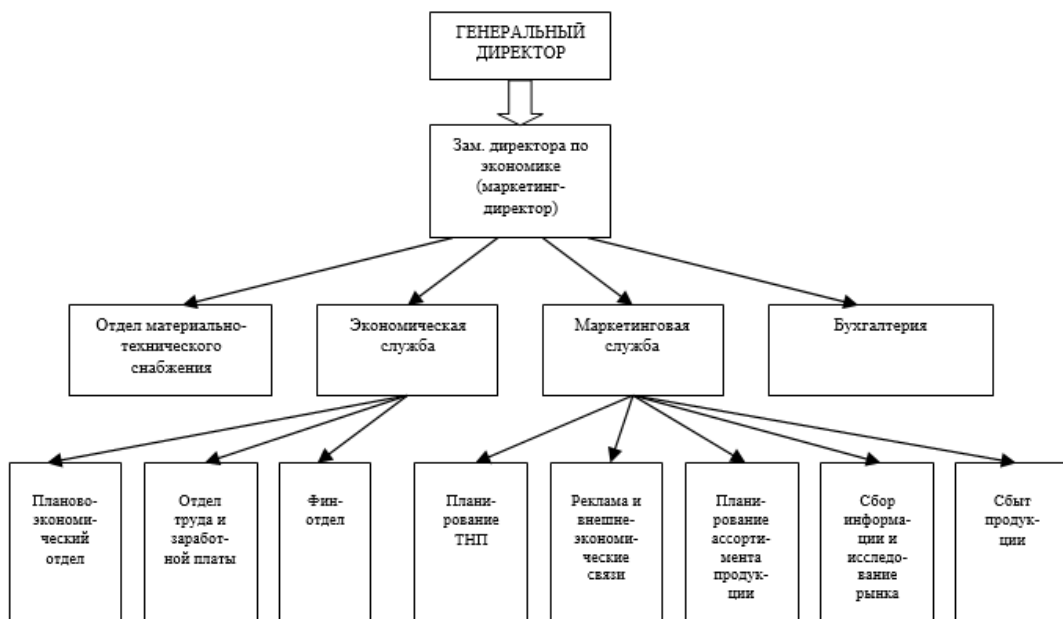 ГЕНЕРАЛЬНЫЙ
ДИРЕКТОР
Зам. директора по
экономике
(маркетинг-
директор)
Отдел материально-
технического
снабжения
Экономическая
служба
Маркетинговая
служба
Бухгалтерия
Планово-
экономи-
ческий
отдел
Отдел
труда и
заработ-
ной платы
Фин-
отдел
Плани-
рование
ТНП
Реклама и
внешне-
экономи-
ческие
связи
Плани-
рование
ассорти-
мента
продук-
ции
Сбор
информа-
ции и
исследо-
вание
рынка
Сбыт
продук-
ции